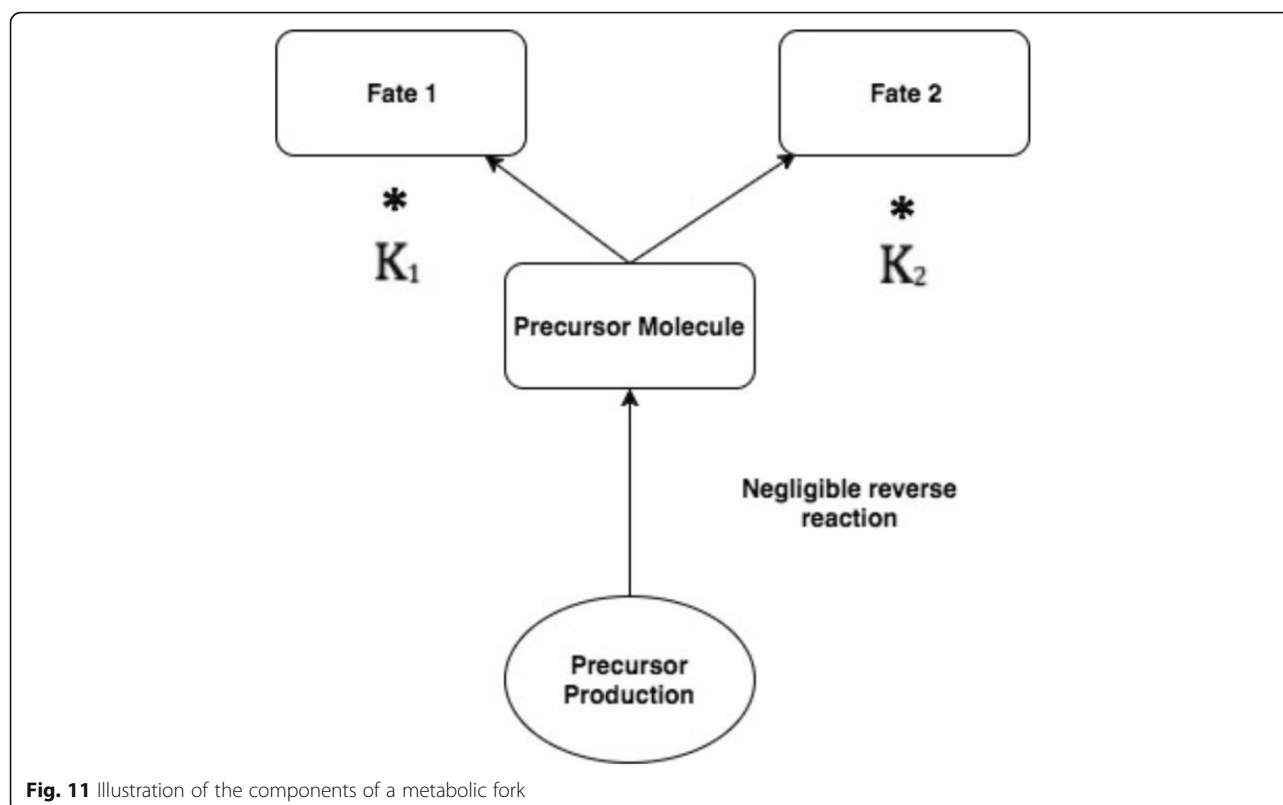 Fate 1
Fate 2
*
K₁
*
K₂
Precursor Molecule
Negligible reverse
reaction
Precursor
Production
Fig. 11 Illustration of the components of a metabolic fork